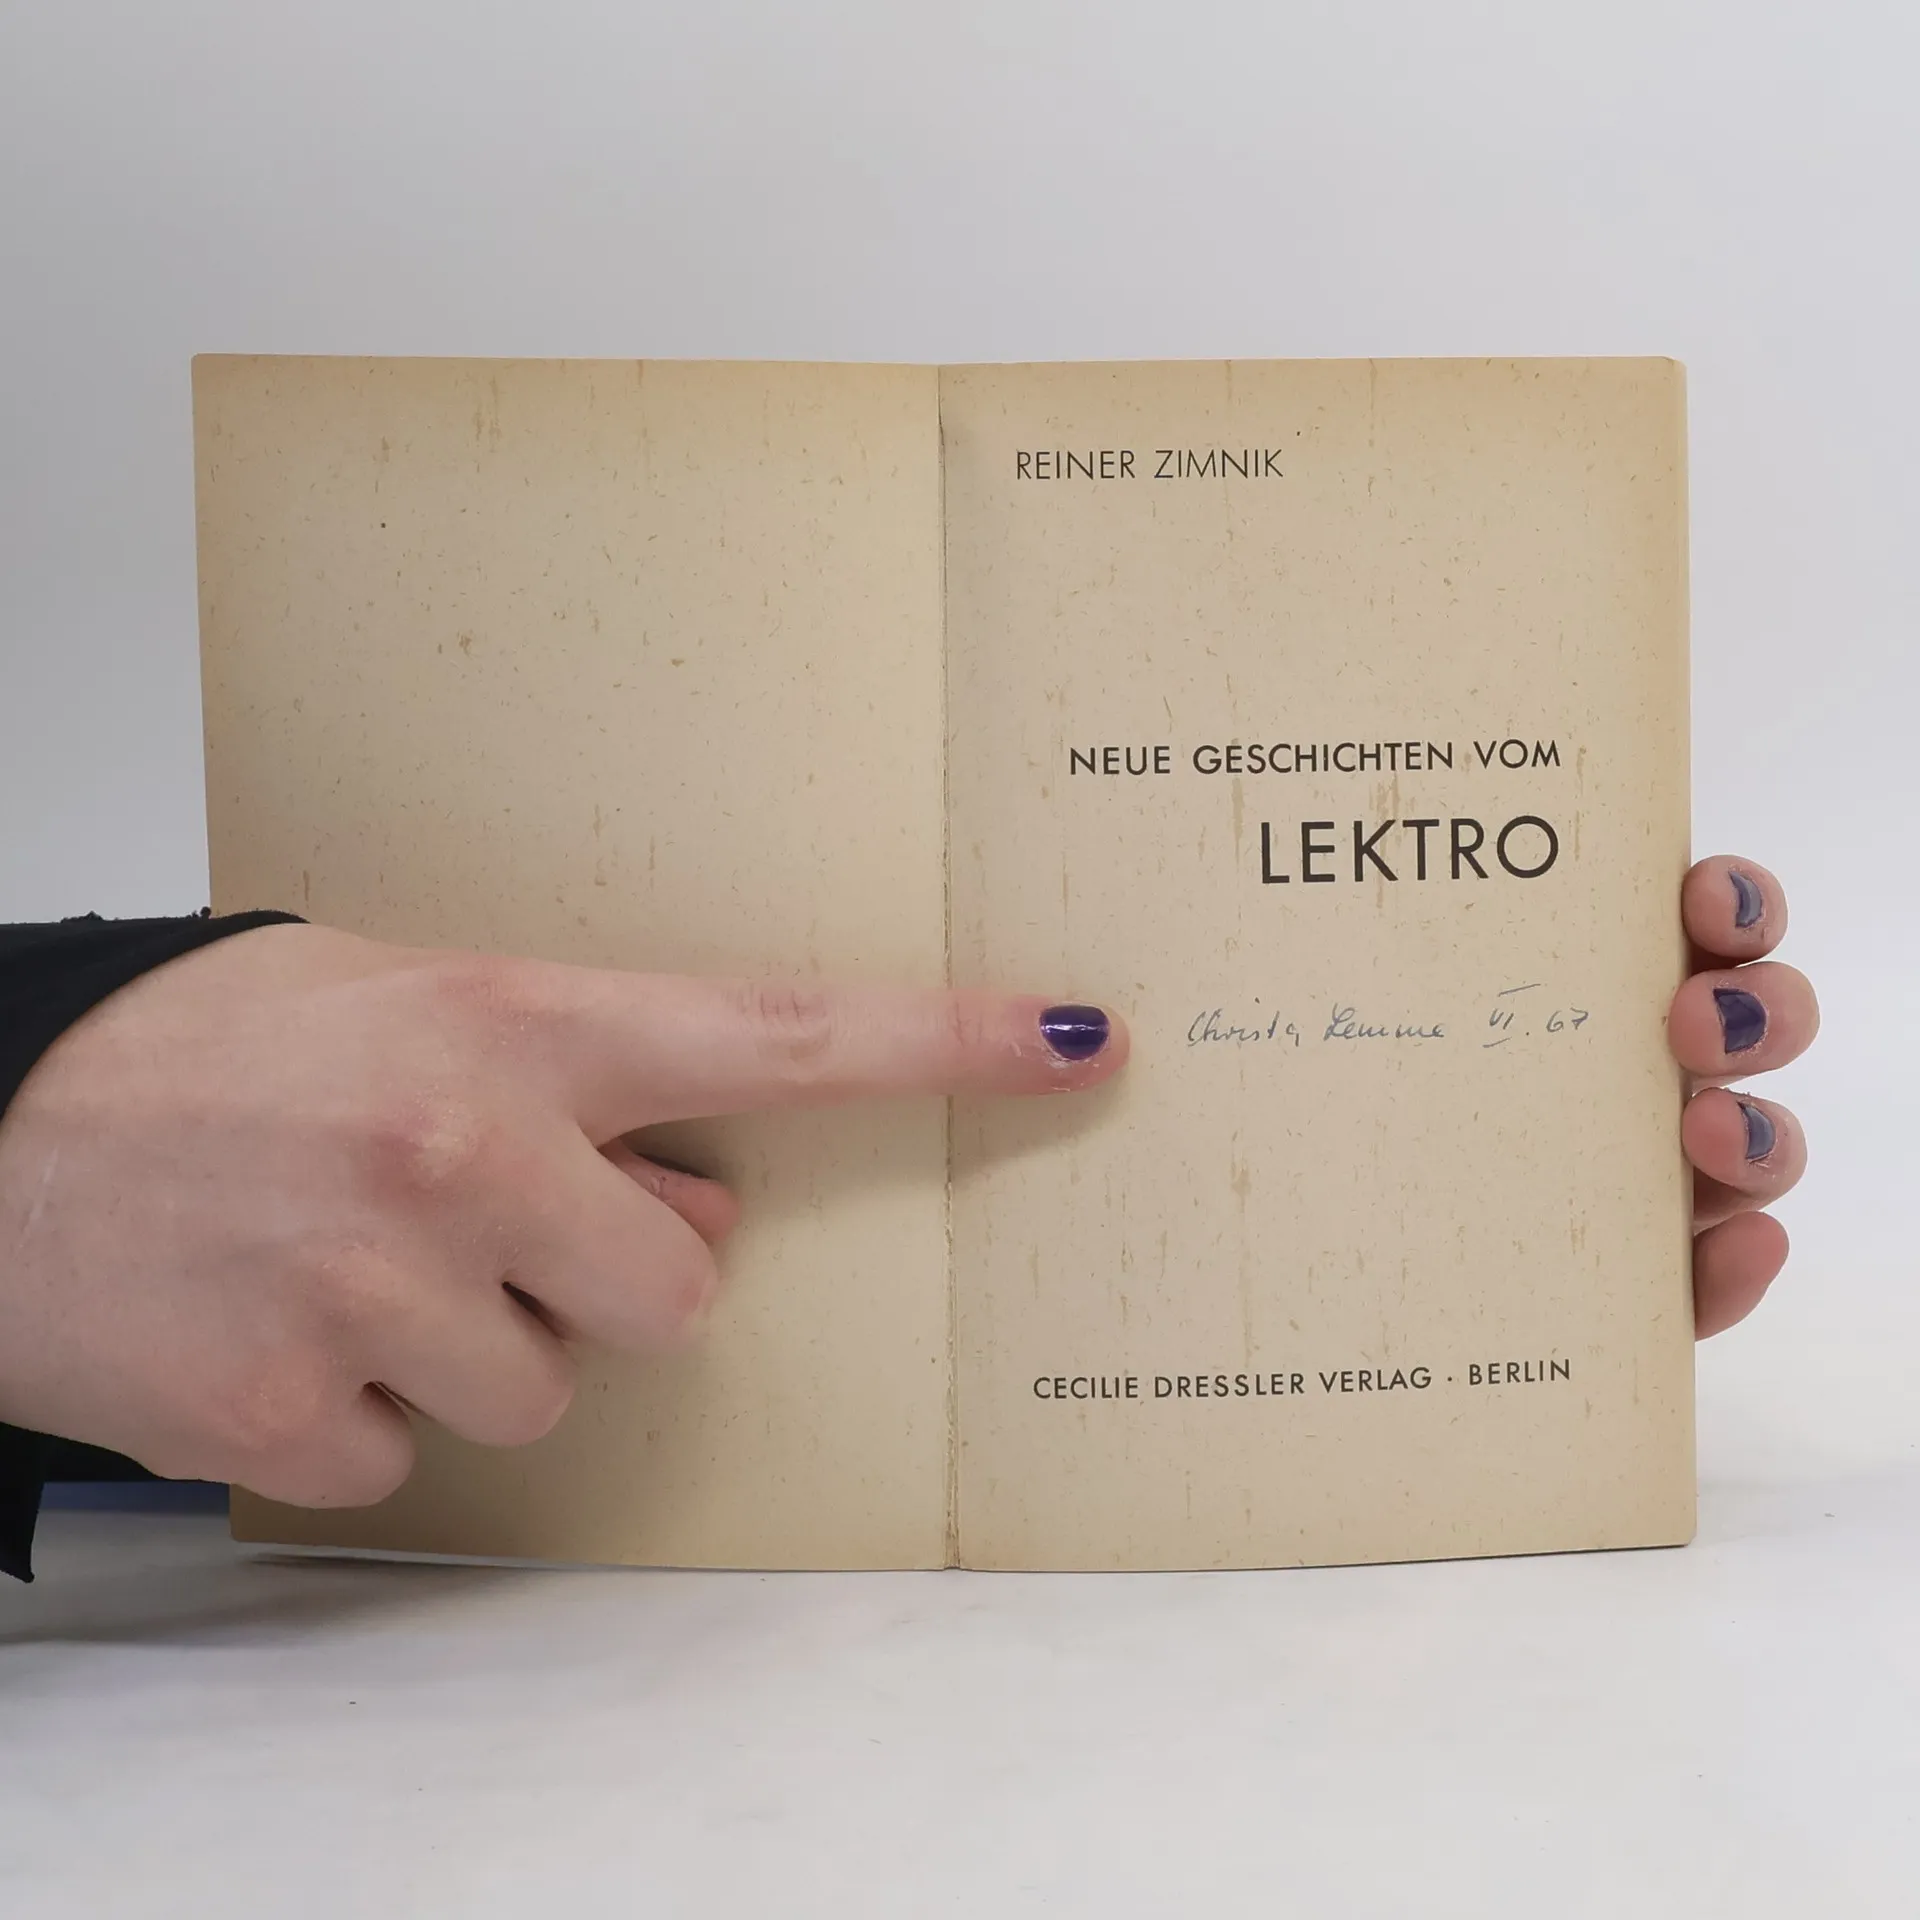 REINER ZIMNIK
NEUE GESCHICHTEN VOM
LEKTRO
Christa Lemme VI. 67
CECILIE DRESSLER VERLAG · BERLIN